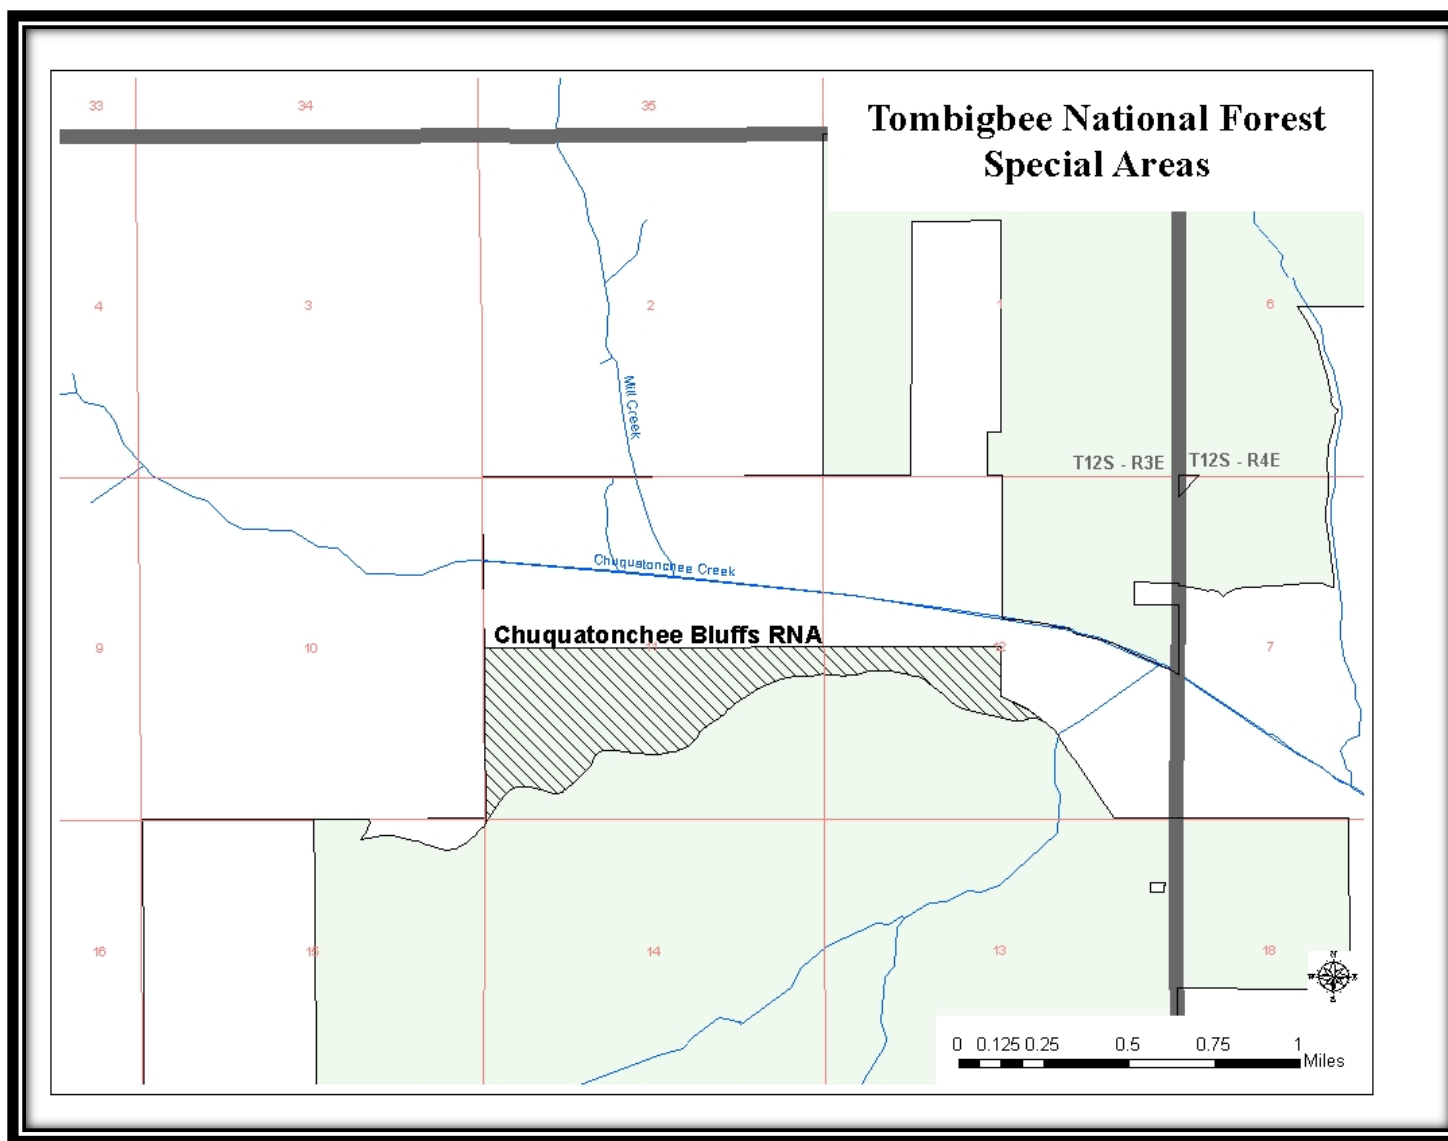 Tombigbee National Forest
Special Areas
33 34 35
4 3 2 1 6
Mill Creek
T12S - R3E T12S - R4E
Chuquatonchee Creek
Chuquatonchee Bluffs RNA
9 10 11 12 7
16 15 14 13 18
N
W E
S
0 0.125 0.25 0.5 0.75 1
Miles